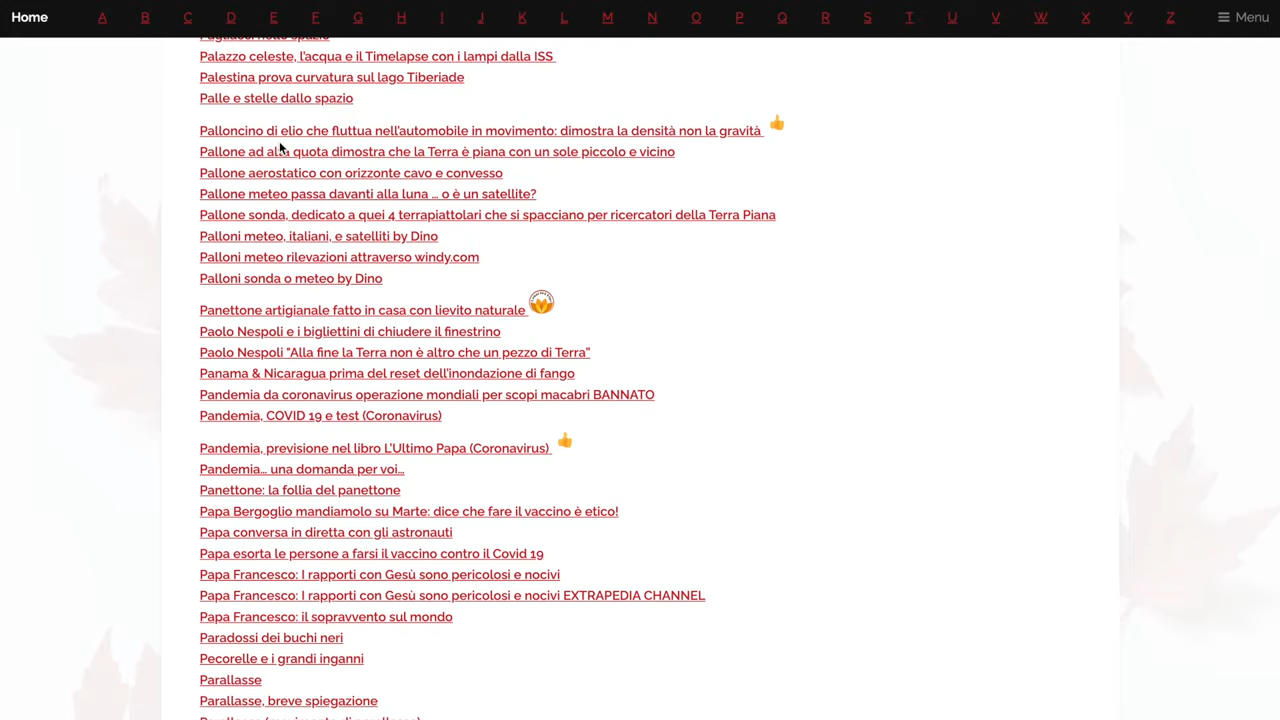 Home A B C D E F G H I J K L M N O P Q R S T U V W X Y Z Menu
Palazzo celeste, l'acqua e il Timelapse con i lampi dalla ISS
Palestina prova curvatura sul lago Tiberiade
Palle e stelle dallo spazio
Palloncino di elio che fluttua nell'automobile in movimento: dimostra la densità non la gravità
Pallone ad alta quota dimostra che la Terra è piana con un sole piccolo e vicino
Pallone aerostatico con orizzonte cavo e convesso
Pallone meteo passa davanti alla luna … o è un satellite?
Pallone sonda, dedicato a quei 4 terrapiattolari che si spacciano per ricercatori della Terra Piana
Palloni meteo, italiani, e satelliti by Dino
Palloni meteo rilevazioni attraverso windy.com
Palloni sonda o meteo by Dino
Panettone artigianale fatto in casa con lievito naturale
Paolo Nespoli e i bigliettini di chiudere il finestrino
Paolo Nespoli "Alla fine la Terra non è altro che un pezzo di Terra"
Panama & Nicaragua prima del reset dell'inondazione di fango
Pandemia da coronavirus operazione mondiali per scopi macabri BANNATO
Pandemia, COVID 19 e test (Coronavirus)
Pandemia, previsione nel libro L'Ultimo Papa (Coronavirus)
Pandemia… una domanda per voi…
Panettone: la follia del panettone
Papa Bergoglio mandiamolo su Marte: dice che fare il vaccino è etico!
Papa conversa in diretta con gli astronauti
Papa esorta le persone a farsi il vaccino contro il Covid 19
Papa Francesco: I rapporti con Gesù sono pericolosi e nocivi
Papa Francesco: I rapporti con Gesù sono pericolosi e nocivi EXTRAPEDIA CHANNEL
Papa Francesco: il sopravvento sul mondo
Paradossi dei buchi neri
Pecorelle e i grandi inganni
Parallasse
Parallasse, breve spiegazione